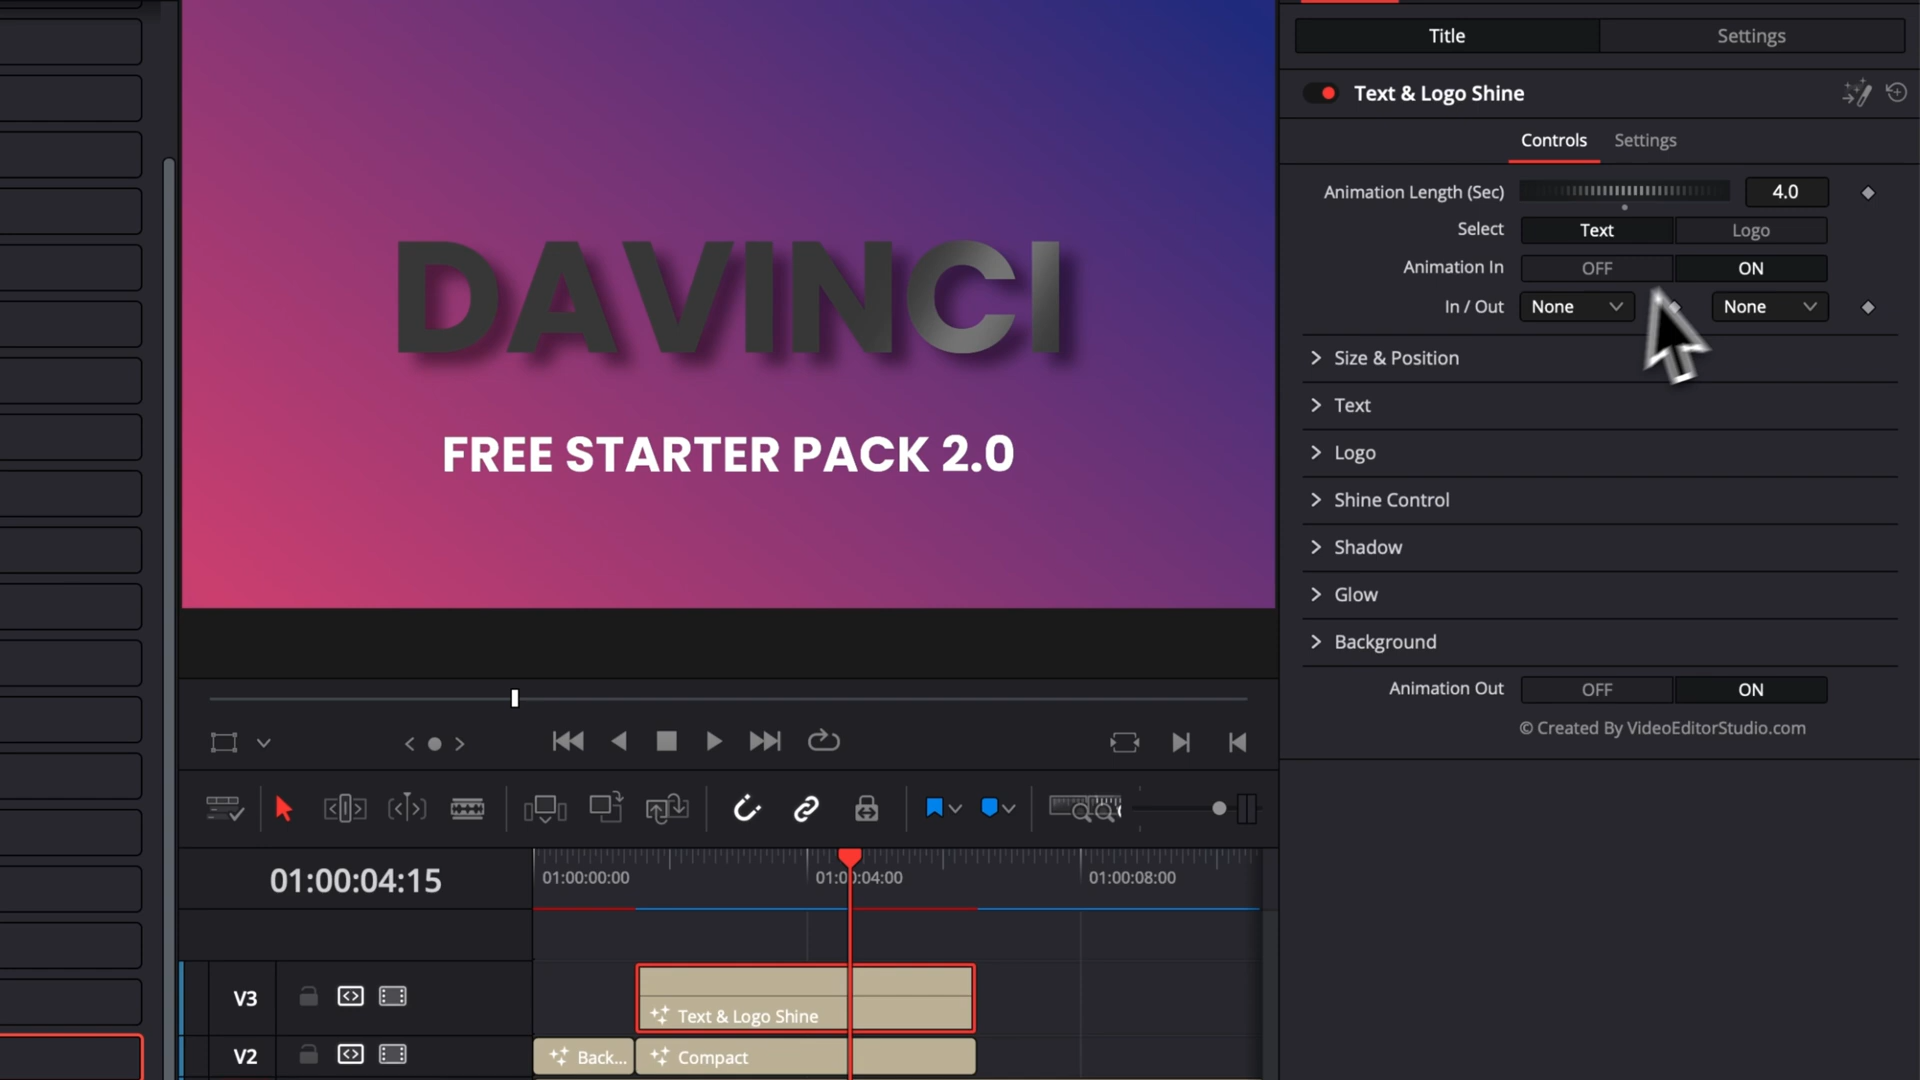 Title
Settings
Text & Logo Shine
Controls
Settings
Animation Length (Sec)
4.0
Select
Text
Logo
Animation In
OFF
ON
In / Out
None
None
Size & Position
Text
Logo
Shine Control
Shadow
Glow
Background
Animation Out
OFF
ON
© Created By VideoEditorStudio.com
DAVINCI
FREE STARTER PACK 2.0
01:00:04:15
01:00:00:00
01:00:04:00
01:00:08:00
V3
Text & Logo Shine
V2
Back...
Compact